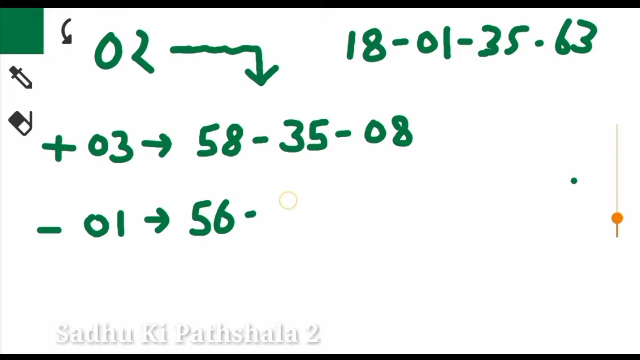 02 → 18-01-35.63
+ 03 → 58-35-08
- 01 → 56-
Sadhu Ki Pathshala 2